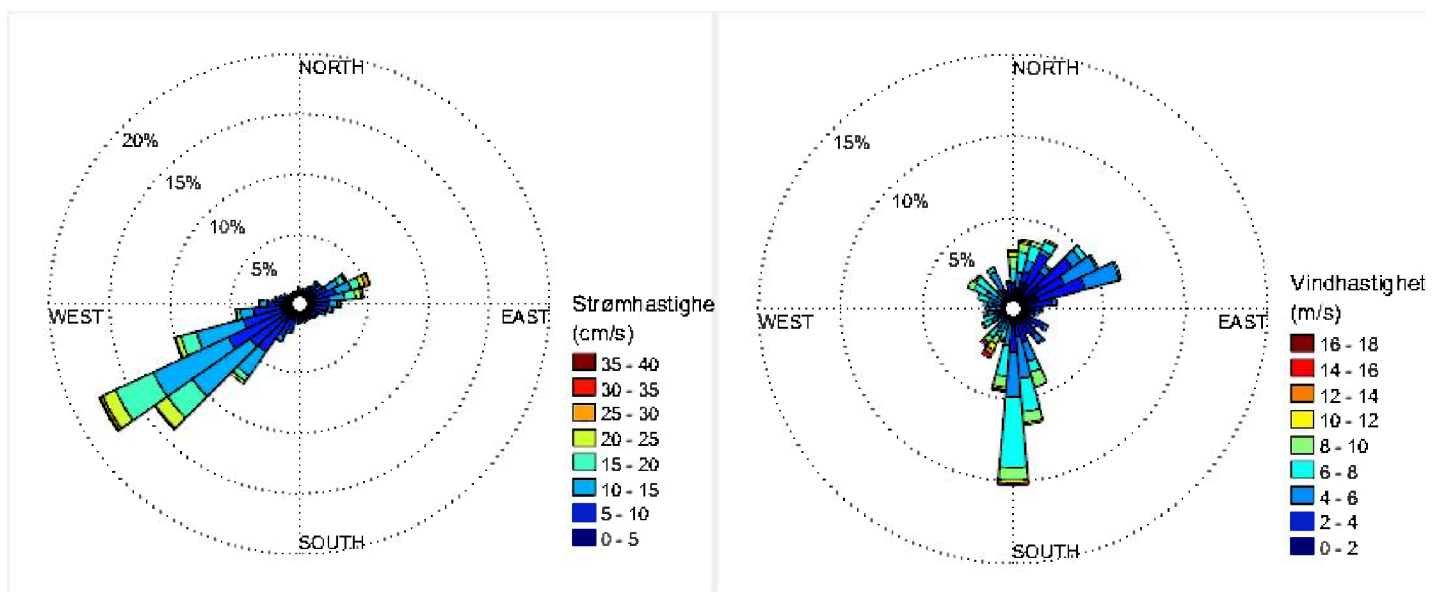 NORTH
20%
15%
10%
5%
WEST
EAST
SOUTH
Strømhastighe
(cm/s)
35 - 40
30 - 35
25 - 30
20 - 25
15 - 20
10 - 15
5 - 10
0 - 5
NORTH
15%
10%
5%
WEST
EAST
SOUTH
Vindhastighet
(m/s)
16 - 18
14 - 16
12 - 14
10 - 12
8 - 10
6 - 8
4 - 6
2 - 4
0 - 2